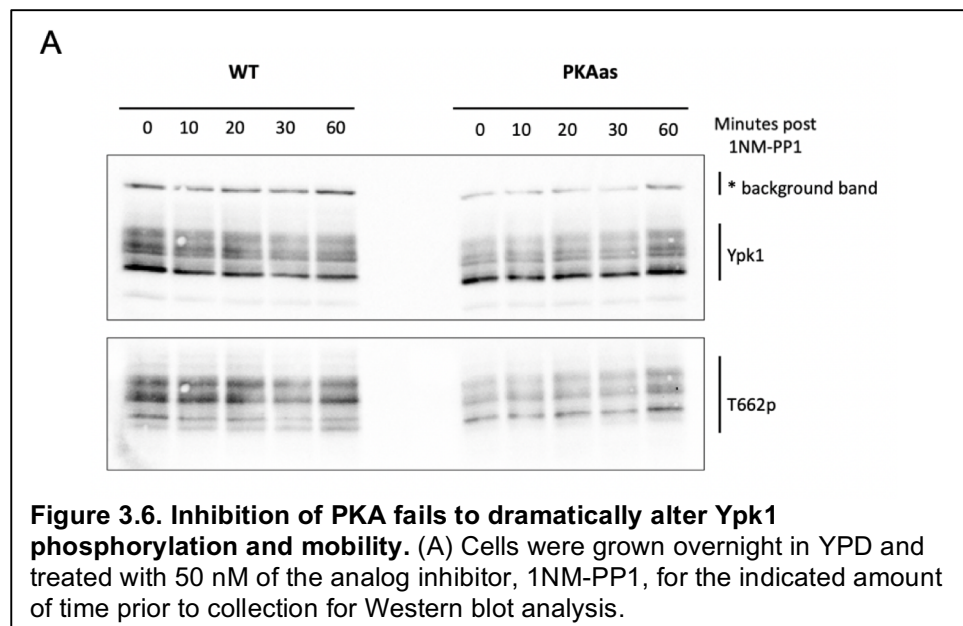 A
WT PKAas
0 10 20 30 60 0 10 20 30 60 Minutes post
1NM-PP1
* background band
Ypk1
T662p
Figure 3.6. Inhibition of PKA fails to dramatically alter Ypk1
phosphorylation and mobility. (A) Cells were grown overnight in YPD and
treated with 50 nM of the analog inhibitor, 1NM-PP1, for the indicated amount
of time prior to collection for Western blot analysis.